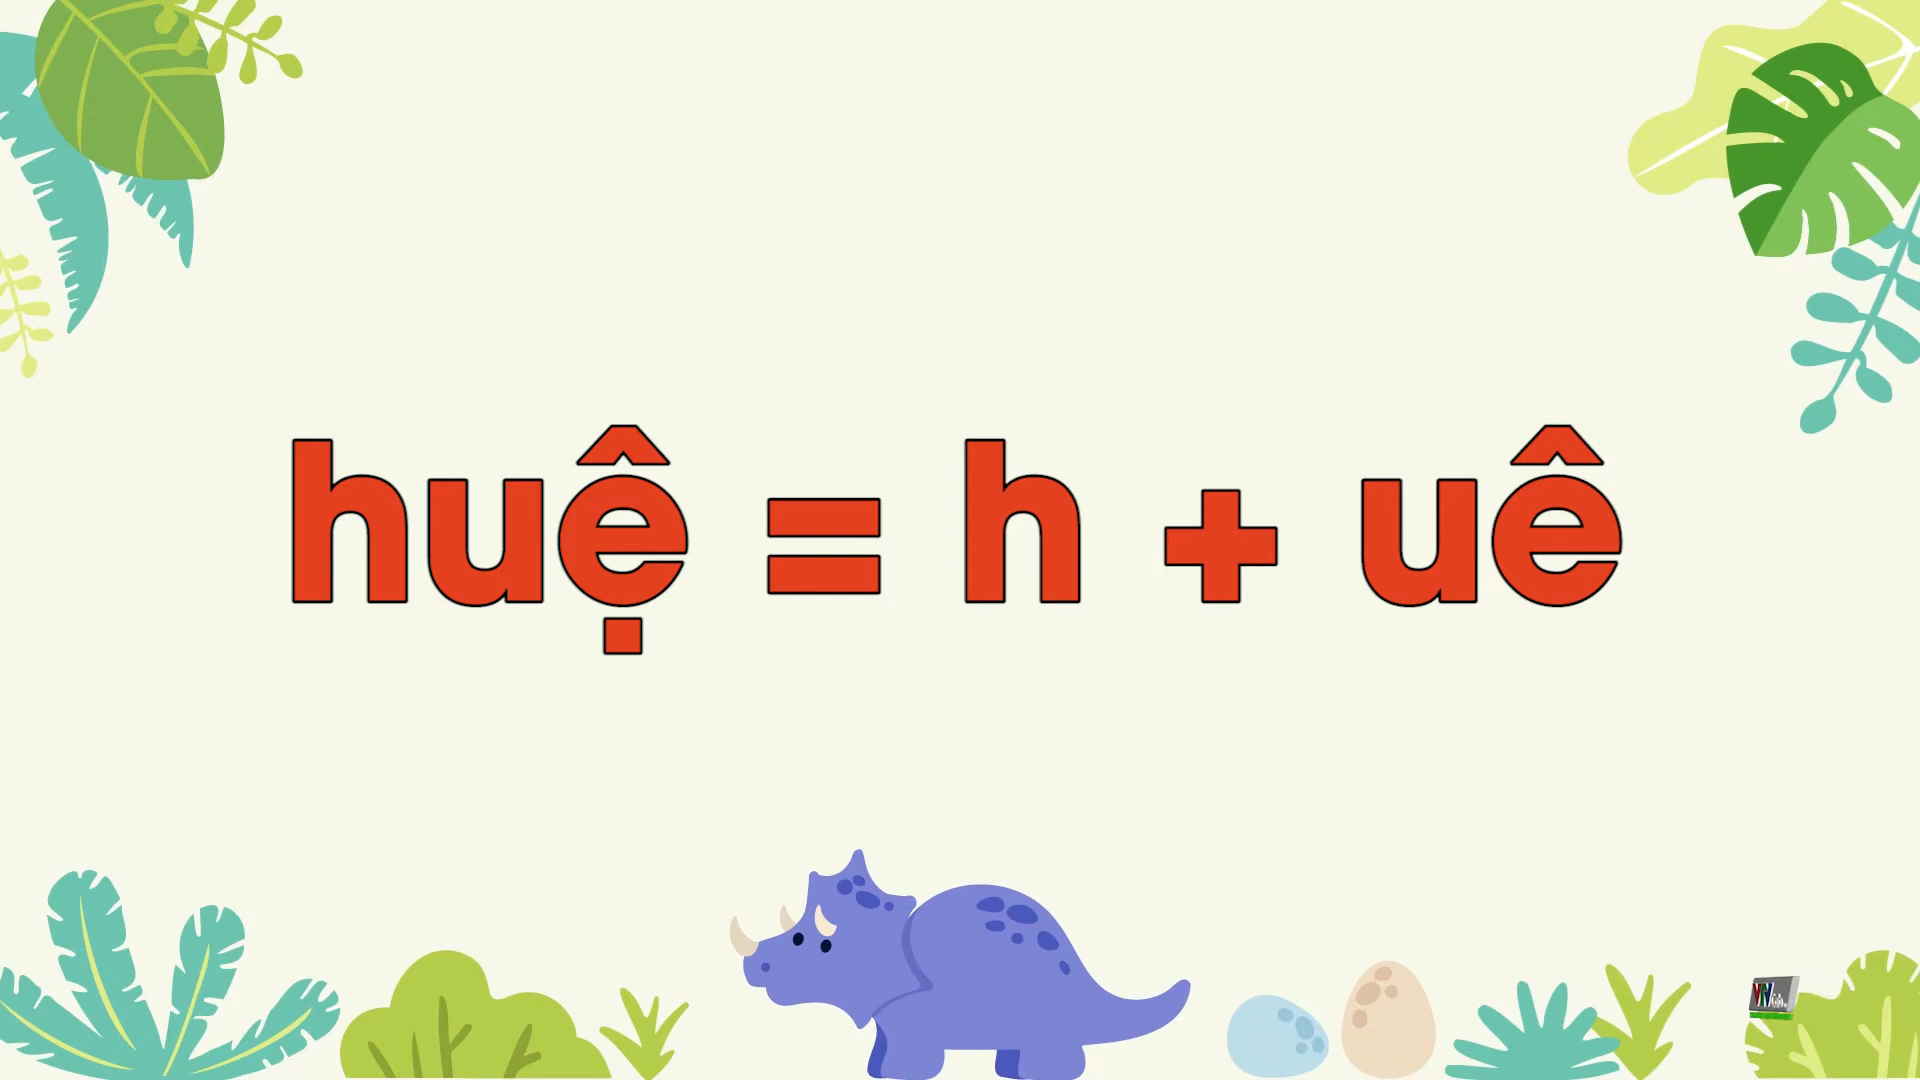 huệ = h + uê